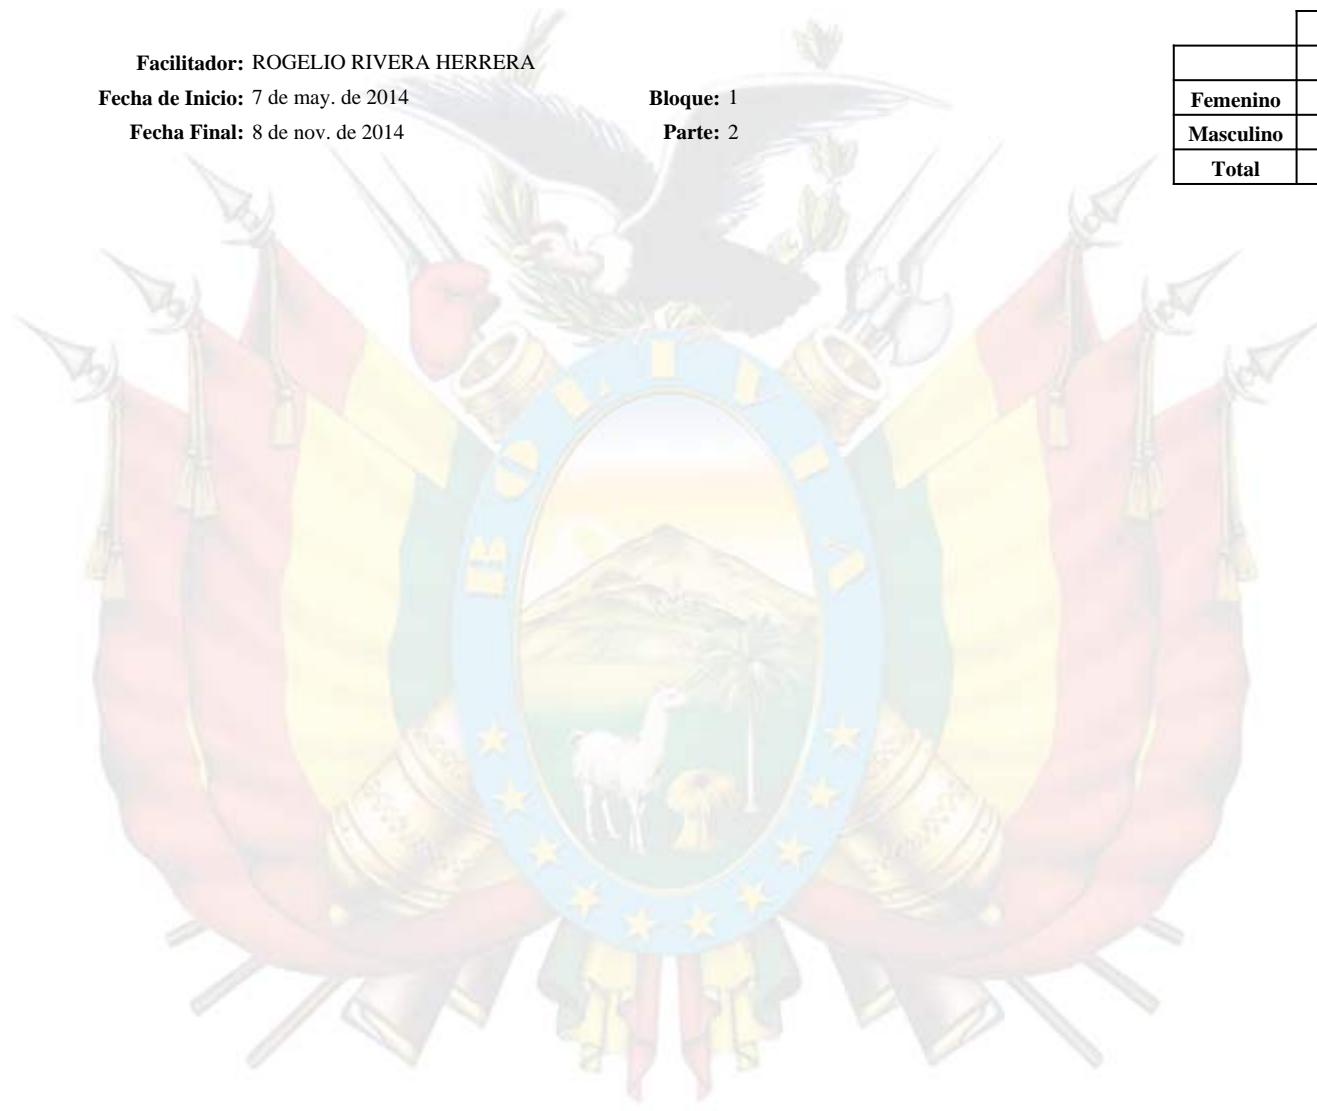 Facilitador: ROGELIO RIVERA HERRERA
Fecha de Inicio: 7 de may. de 2014 Bloque: 1
Fecha Final: 8 de nov. de 2014 Parte: 2
Femenino
Masculino
Total
BOLIVIA